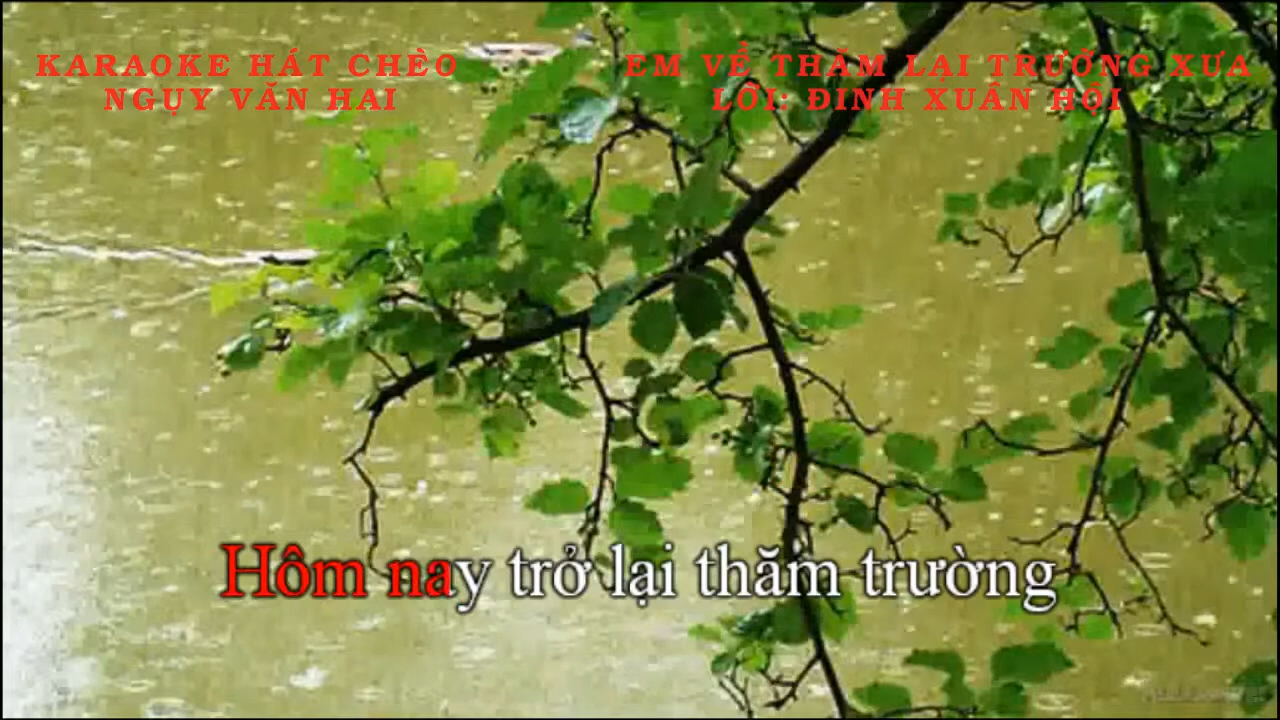 KARAOKE HÁT CHÈO
NGỤY VĂN HAI
EM VỀ THĂM LẠI TRƯỜNG XƯA
LỜI: ĐINH XUÂN HỘI
Hôm nay trở lại thăm trường